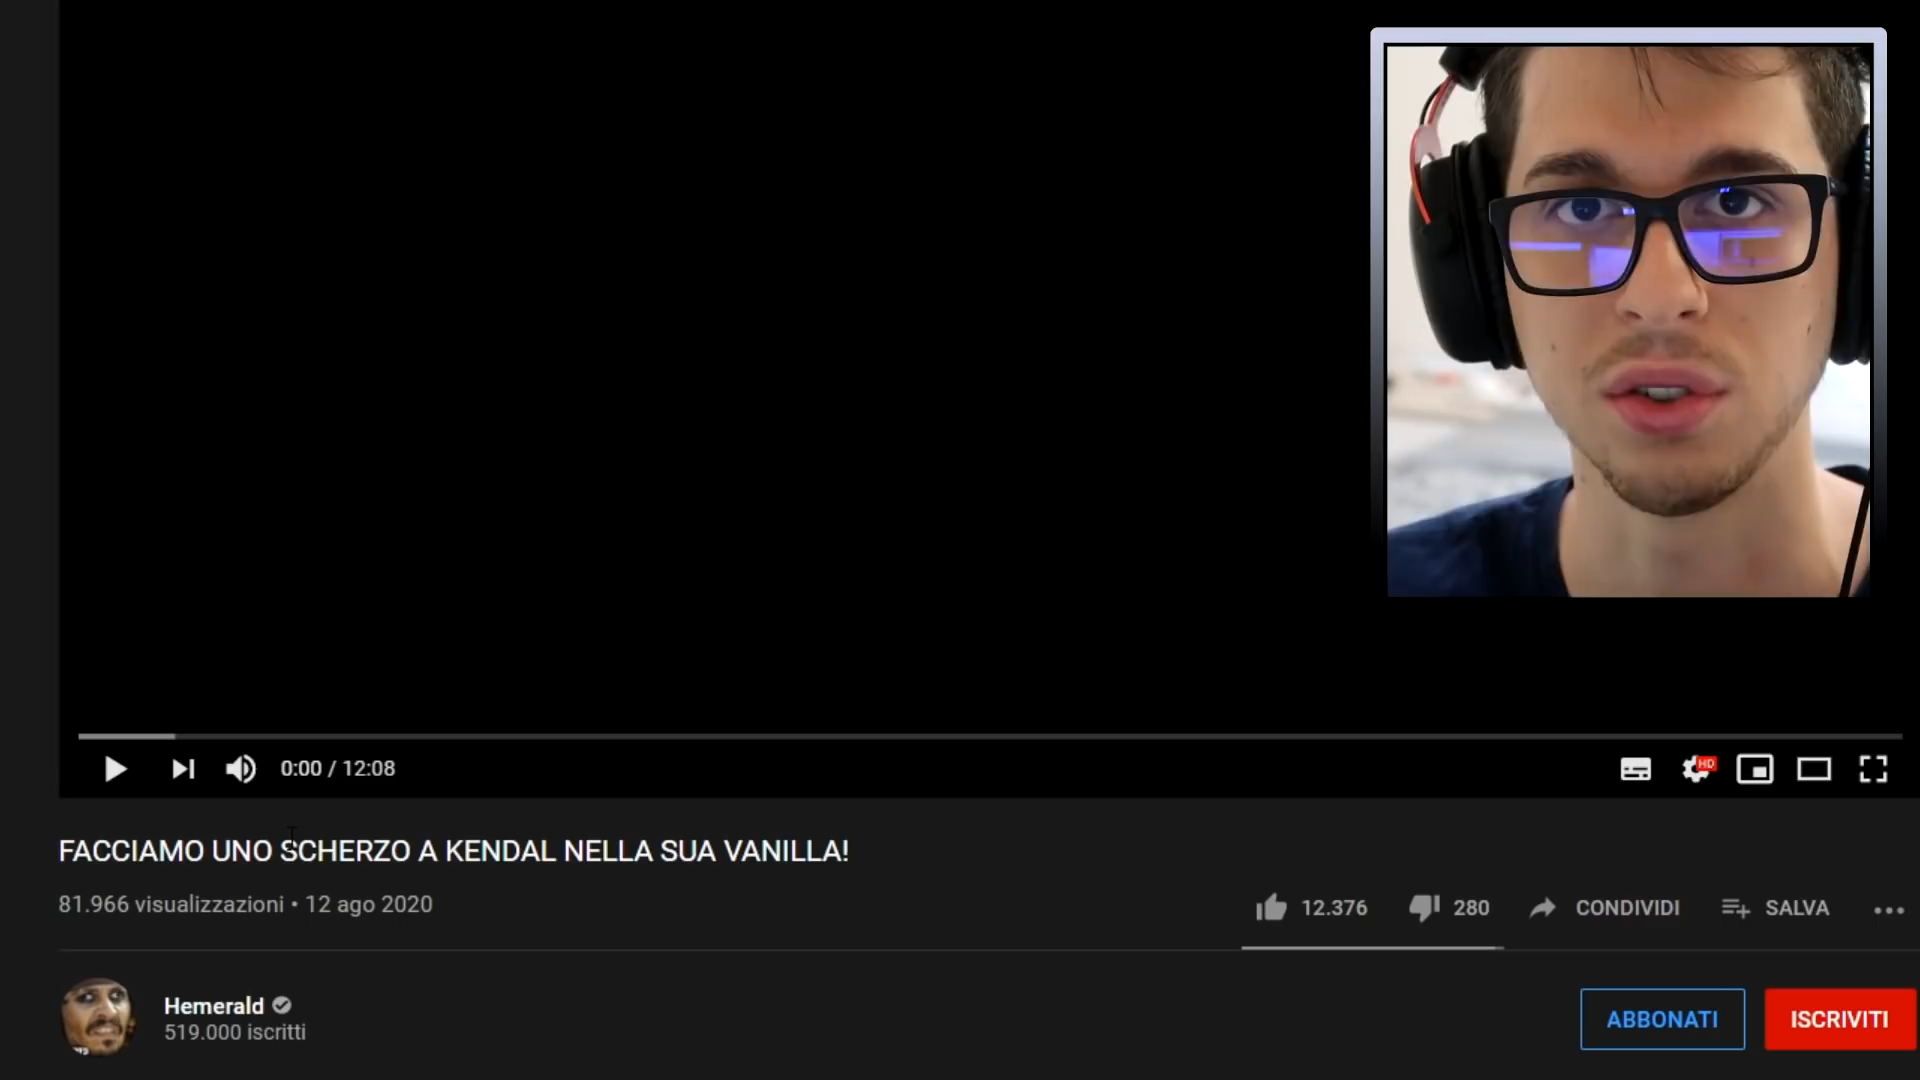 HD
0:00 / 12:08
FACCIAMO UNO SCHERZO A KENDAL NELLA SUA VANILLA!
81.966 visualizzazioni • 12 ago 2020
12.376 280 CONDIVIDI SALVA
Hemerald
519.000 iscritti
ABBONATI ISCRIVITI